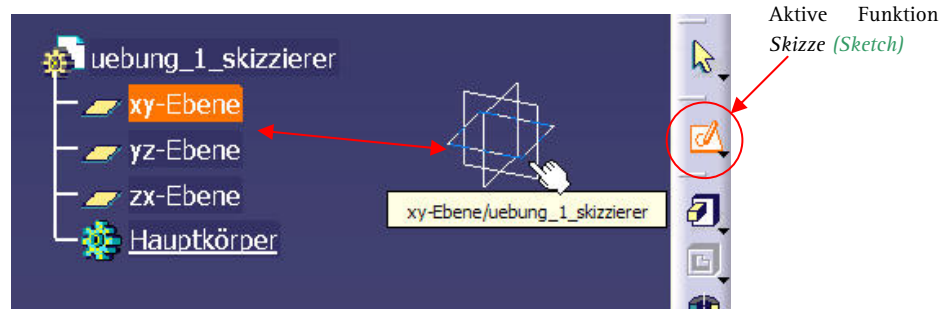 Aktive Funktion
Skizze (Sketch)
uebung_1_skizzierer
xy-Ebene
yz-Ebene
zx-Ebene
Hauptkörper
xy-Ebene/uebung_1_skizzierer